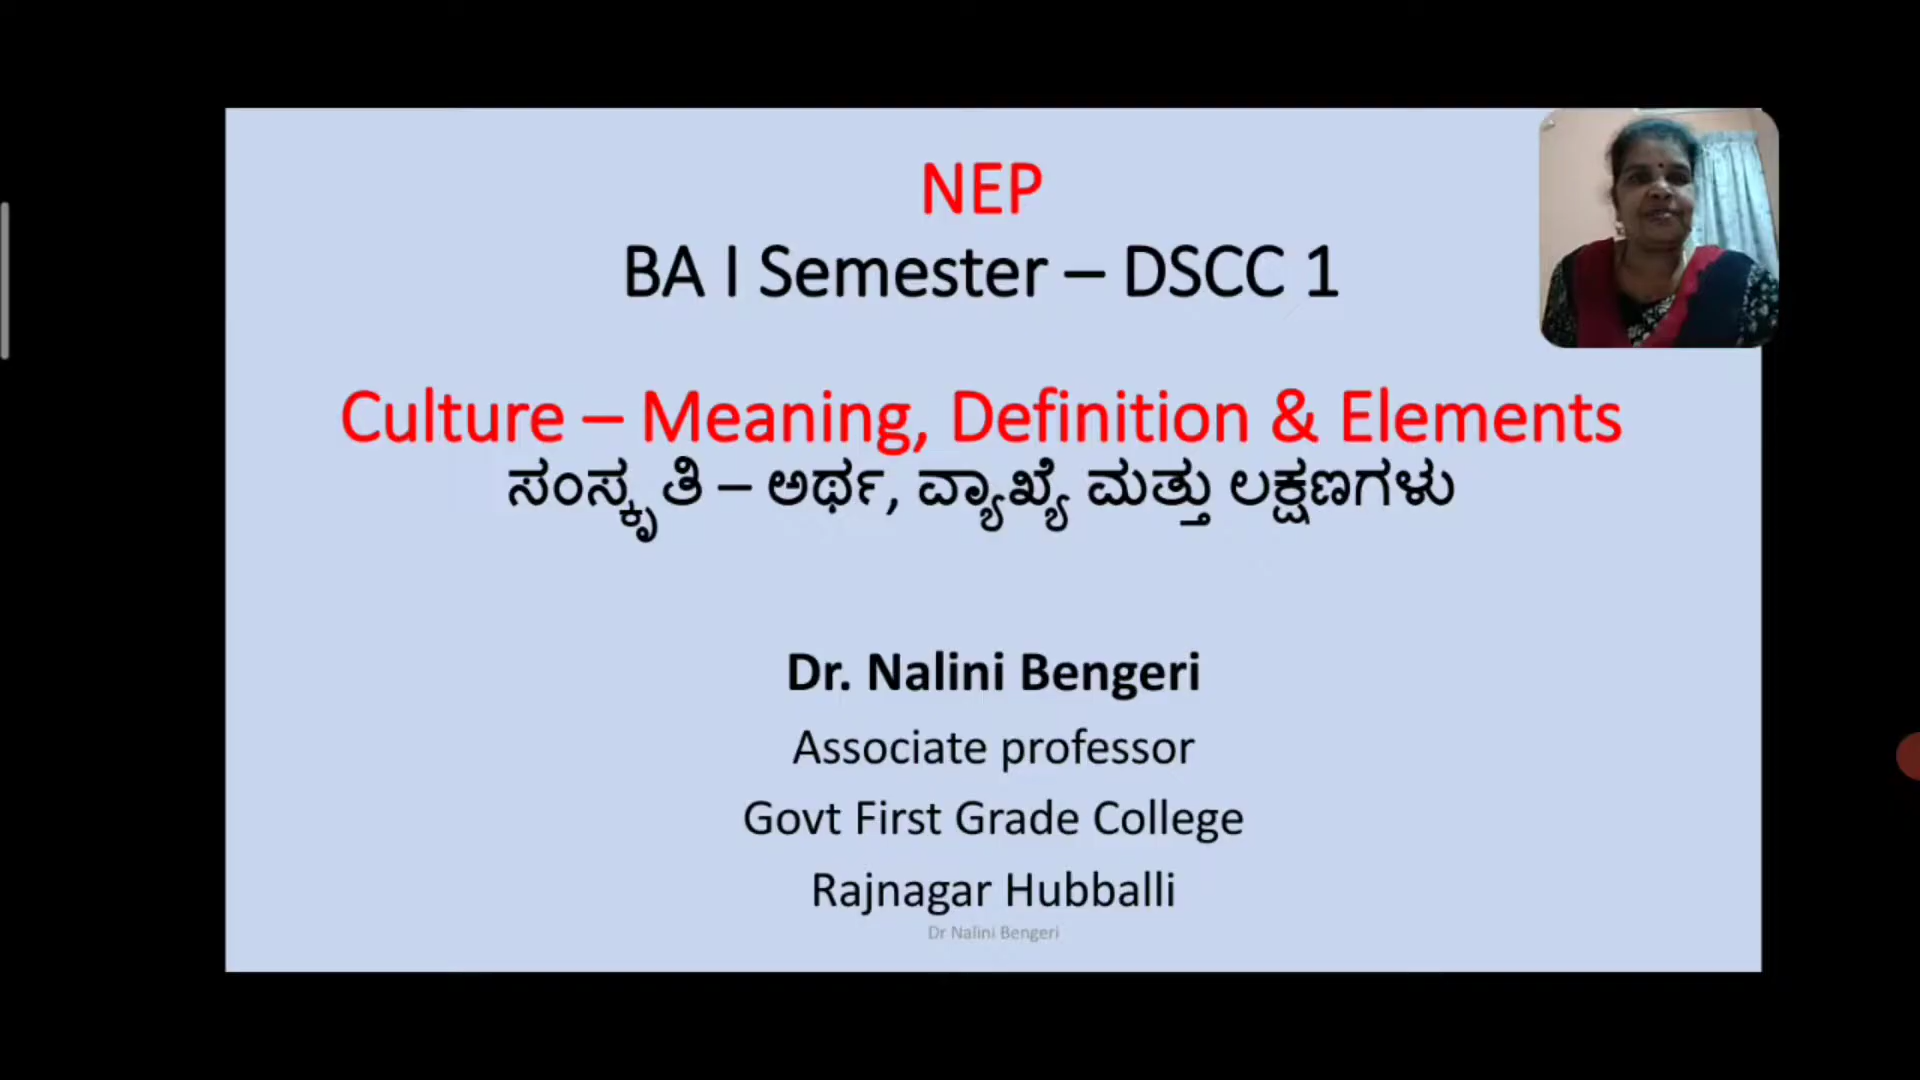 NEP
BA I Semester – DSCC 1
Culture – Meaning, Definition & Elements
ಸಂಸ್ಕೃತಿ – ಅರ್ಥ, ವ್ಯಾಖ್ಯೆ ಮತ್ತು ಲಕ್ಷಣಗಳು
Dr. Nalini Bengeri
Associate professor
Govt First Grade College
Rajnagar Hubballi
Dr Nalini Bengeri